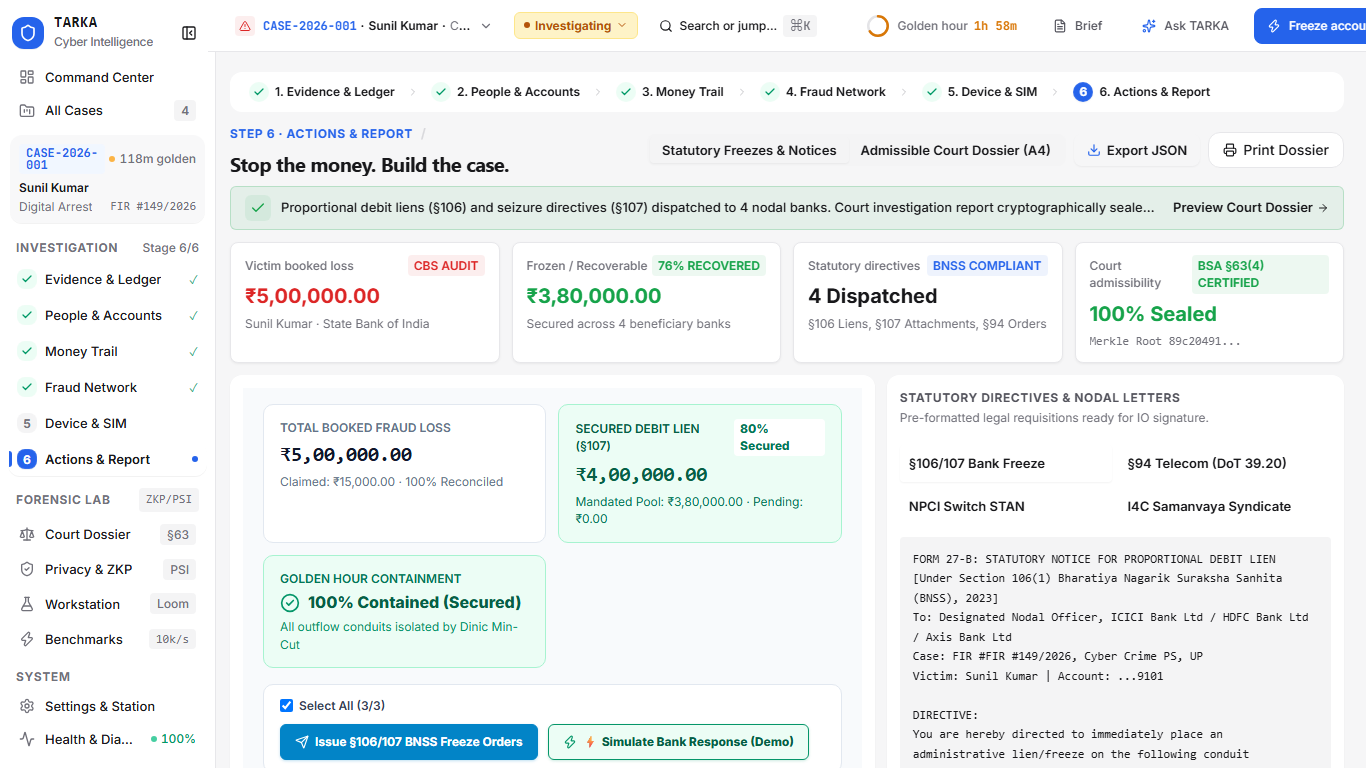 TARKA
Cyber Intelligence
CASE-2026-001 · Sunil Kumar · C...
Investigating
Search or jump... ⌘K
Golden hour 1h 58m
Brief
Ask TARKA
Freeze accou
Command Center
All Cases 4
CASE-2026-001
118m golden
Sunil Kumar
Digital Arrest FIR #149/2026
INVESTIGATION Stage 6/6
Evidence & Ledger ✓
People & Accounts ✓
Money Trail ✓
Fraud Network ✓
5 Device & SIM
6 Actions & Report
FORENSIC LAB ZKP/PSI
Court Dossier §63
Privacy & ZKP PSI
Workstation Loom
Benchmarks 10k/s
SYSTEM
Settings & Station
Health & Dia... 100%
1. Evidence & Ledger
2. People & Accounts
3. Money Trail
4. Fraud Network
5. Device & SIM
6 6. Actions & Report
STEP 6 · ACTIONS & REPORT /
Stop the money. Build the case.
Statutory Freezes & Notices
Admissible Court Dossier (A4)
Export JSON
Print Dossier
Proportional debit liens (§106) and seizure directives (§107) dispatched to 4 nodal banks. Court investigation report cryptographically seale...
Preview Court Dossier →
Victim booked loss CBS AUDIT
₹5,00,000.00
Sunil Kumar · State Bank of India
Frozen / Recoverable 76% RECOVERED
₹3,80,000.00
Secured across 4 beneficiary banks
Statutory directives BNSS COMPLIANT
4 Dispatched
§106 Liens, §107 Attachments, §94 Orders
Court admissibility
BSA §63(4) CERTIFIED
100% Sealed
Merkle Root 89c20491...
TOTAL BOOKED FRAUD LOSS
₹5,00,000.00
Claimed: ₹15,000.00 · 100% Reconciled
SECURED DEBIT LIEN (§107)
80% Secured
₹4,00,000.00
Mandated Pool: ₹3,80,000.00 · Pending:
₹0.00
GOLDEN HOUR CONTAINMENT
100% Contained (Secured)
All outflow conduits isolated by Dinic Min-
Cut
Select All (3/3)
Issue §106/107 BNSS Freeze Orders
Simulate Bank Response (Demo)
STATUTORY DIRECTIVES & NODAL LETTERS
Pre-formatted legal requisitions ready for IO signature.
§106/107 Bank Freeze
§94 Telecom (DoT 39.20)
NPCI Switch STAN
I4C Samanvaya Syndicate
FORM 27-B: STATUTORY NOTICE FOR PROPORTIONAL DEBIT LIEN
[Under Section 106(1) Bharatiya Nagarik Suraksha Sanhita
(BNSS), 2023]
To: Designated Nodal Officer, ICICI Bank Ltd / HDFC Bank Ltd
/ Axis Bank Ltd
Case: FIR #FIR #149/2026, Cyber Crime PS, UP
Victim: Sunil Kumar | Account: ...9101
DIRECTIVE:
You are hereby directed to immediately place an
administrative lien/freeze on the following conduit